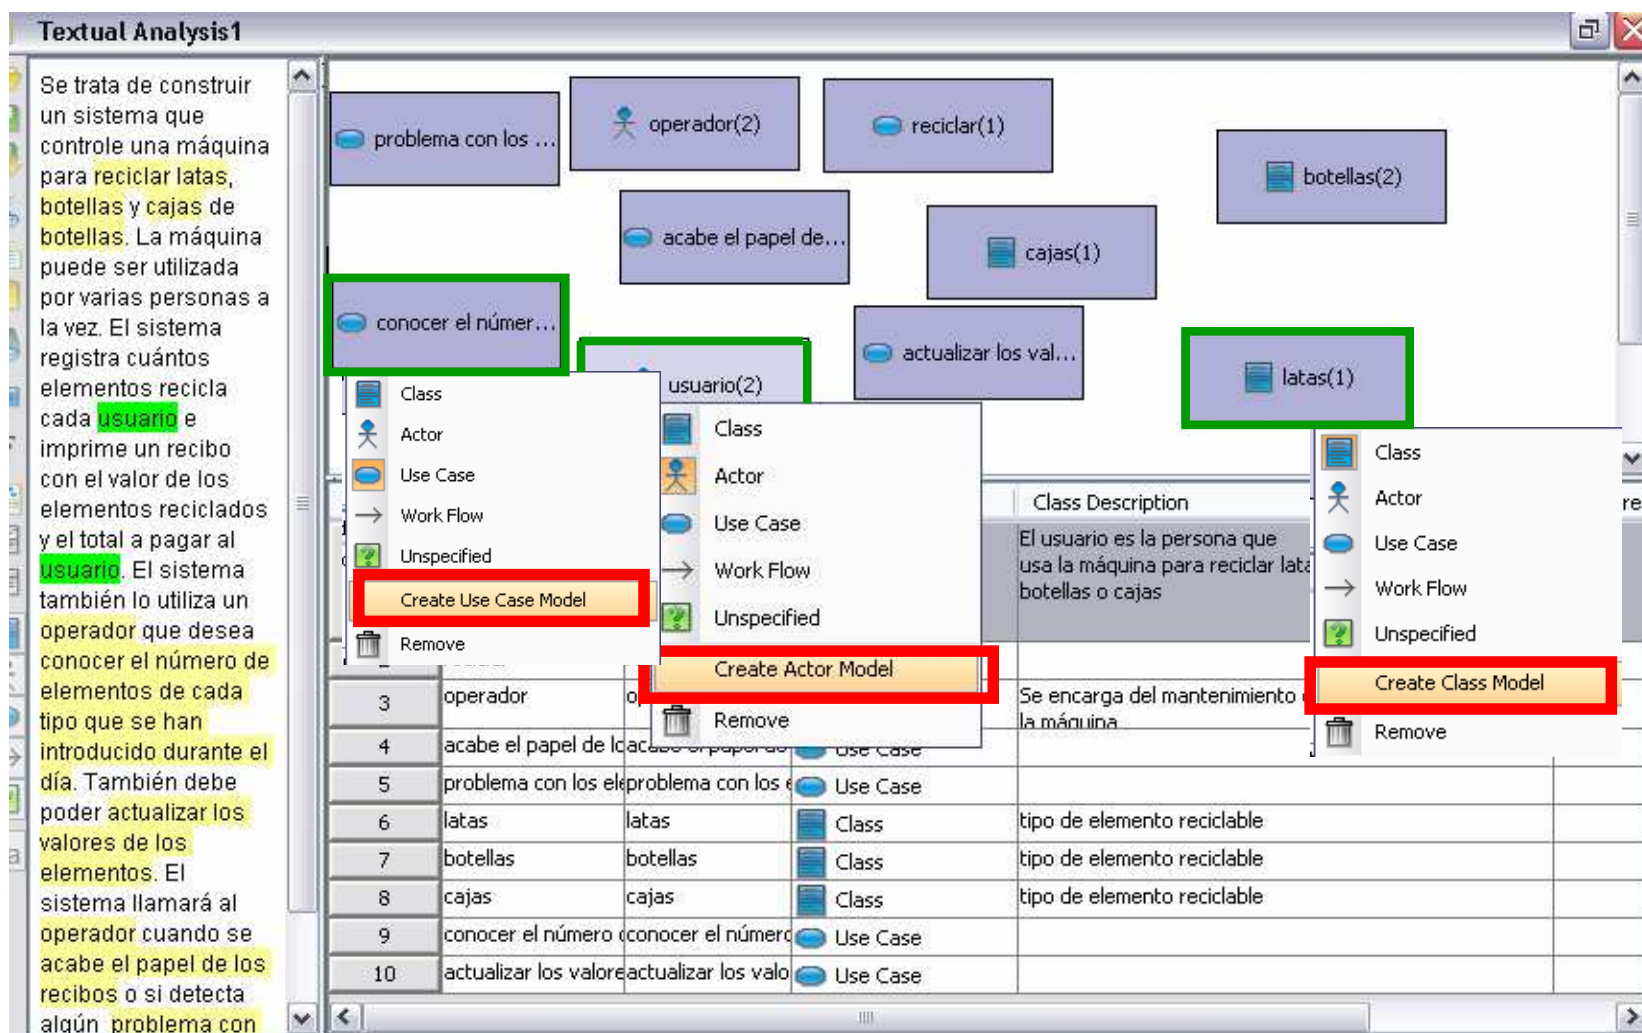 Textual Analysis1
Se trata de construir
un sistema que
controle una máquina
para reciclar latas,
botellas y cajas de
botellas. La máquina
puede ser utilizada
por varias personas a
la vez. El sistema
registra cuántos
elementos recicla
cada usuario e
imprime un recibo
con el valor de los
elementos reciclados
y el total a pagar al
usuario. El sistema
también lo utiliza un
operador que desea
conocer el número de
elementos de cada
tipo que se han
introducido durante el
día. También debe
poder actualizar los
valores de los
elementos. El
sistema llamará al
operador cuando se
acabe el papel de los
recibos o si detecta
algún problema con
problema con los ...
operador(2)
reciclar(1)
botellas(2)
acabe el papel de...
cajas(1)
conocer el númer...
usuario(2)
actualizar los val...
latas(1)
Class
Actor
Use Case
Work Flow
Unspecified
Create Use Case Model
Remove
Class
Actor
Use Case
Work Flow
Unspecified
Create Actor Model
Remove
Class
Actor
Use Case
Work Flow
Unspecified
Create Class Model
Remove
Class Description
El usuario es la persona que
usa la máquina para reciclar lata
botellas o cajas
3 operador Se encarga del mantenimiento
la máquina
4 acabe el papel de lo acabe el papel de Use Case
5 problema con los ele problema con los e Use Case
6 latas latas Class tipo de elemento reciclable
7 botellas botellas Class tipo de elemento reciclable
8 cajas cajas Class tipo de elemento reciclable
9 conocer el número conocer el número Use Case
10 actualizar los valore actualizar los valo Use Case